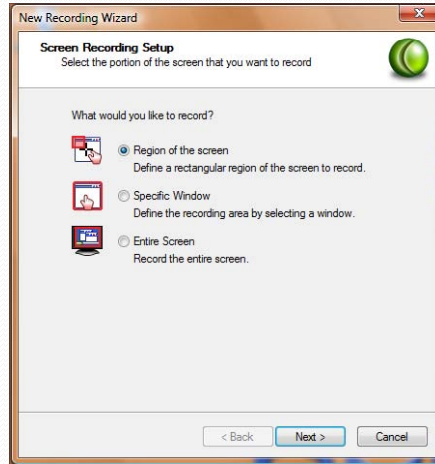 New Recording Wizard
Screen Recording Setup
Select the portion of the screen that you want to record
What would you like to record?
Region of the screen
Define a rectangular region of the screen to record.
Specific Window
Define the recording area by selecting a window.
Entire Screen
Record the entire screen.
< Back Next > Cancel